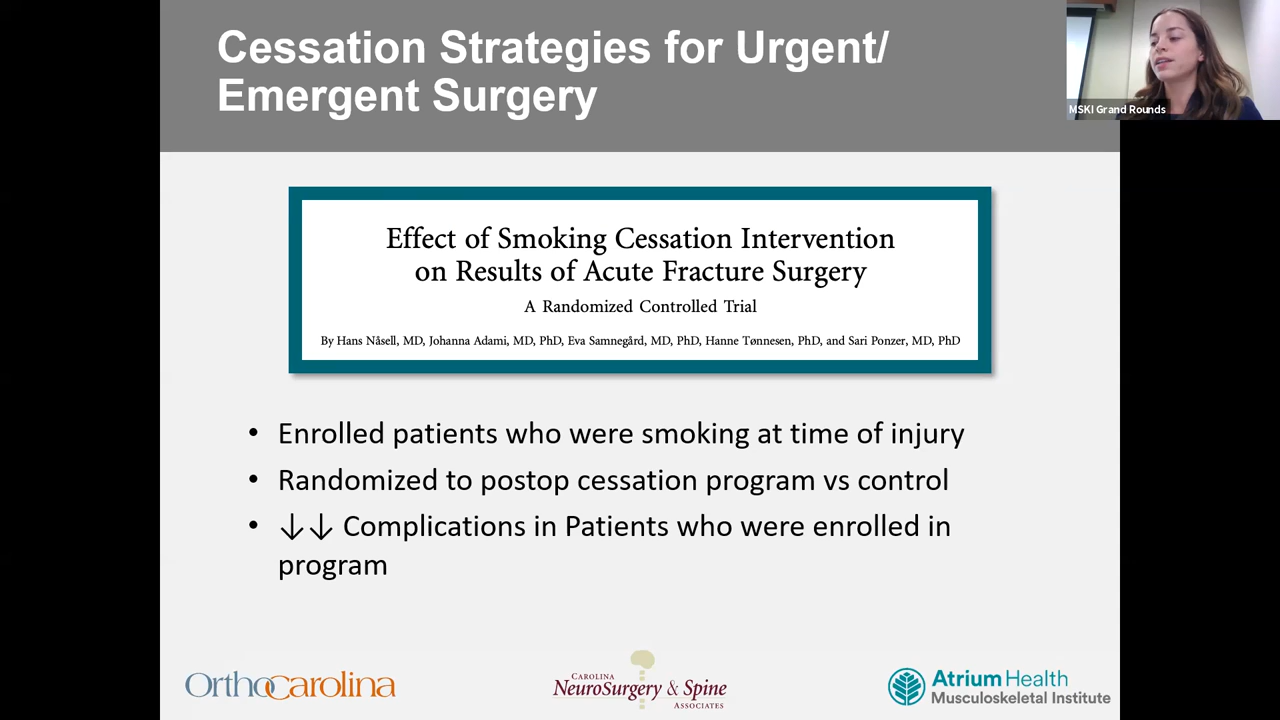 Cessation Strategies for Urgent/
Emergent Surgery
MSKI Grand Rounds
Effect of Smoking Cessation Intervention
on Results of Acute Fracture Surgery
A Randomized Controlled Trial
By Hans Nåsell, MD, Johanna Adami, MD, PhD, Eva Samnegård, MD, PhD, Hanne Tønnesen, PhD, and Sari Ponzer, MD, PhD
• Enrolled patients who were smoking at time of injury
• Randomized to postop cessation program vs control
• ↓↓ Complications in Patients who were enrolled in
program
OrthoCarolina
CAROLINA
NEUROSURGERY & SPINE
ASSOCIATES
Atrium Health
Musculoskeletal Institute